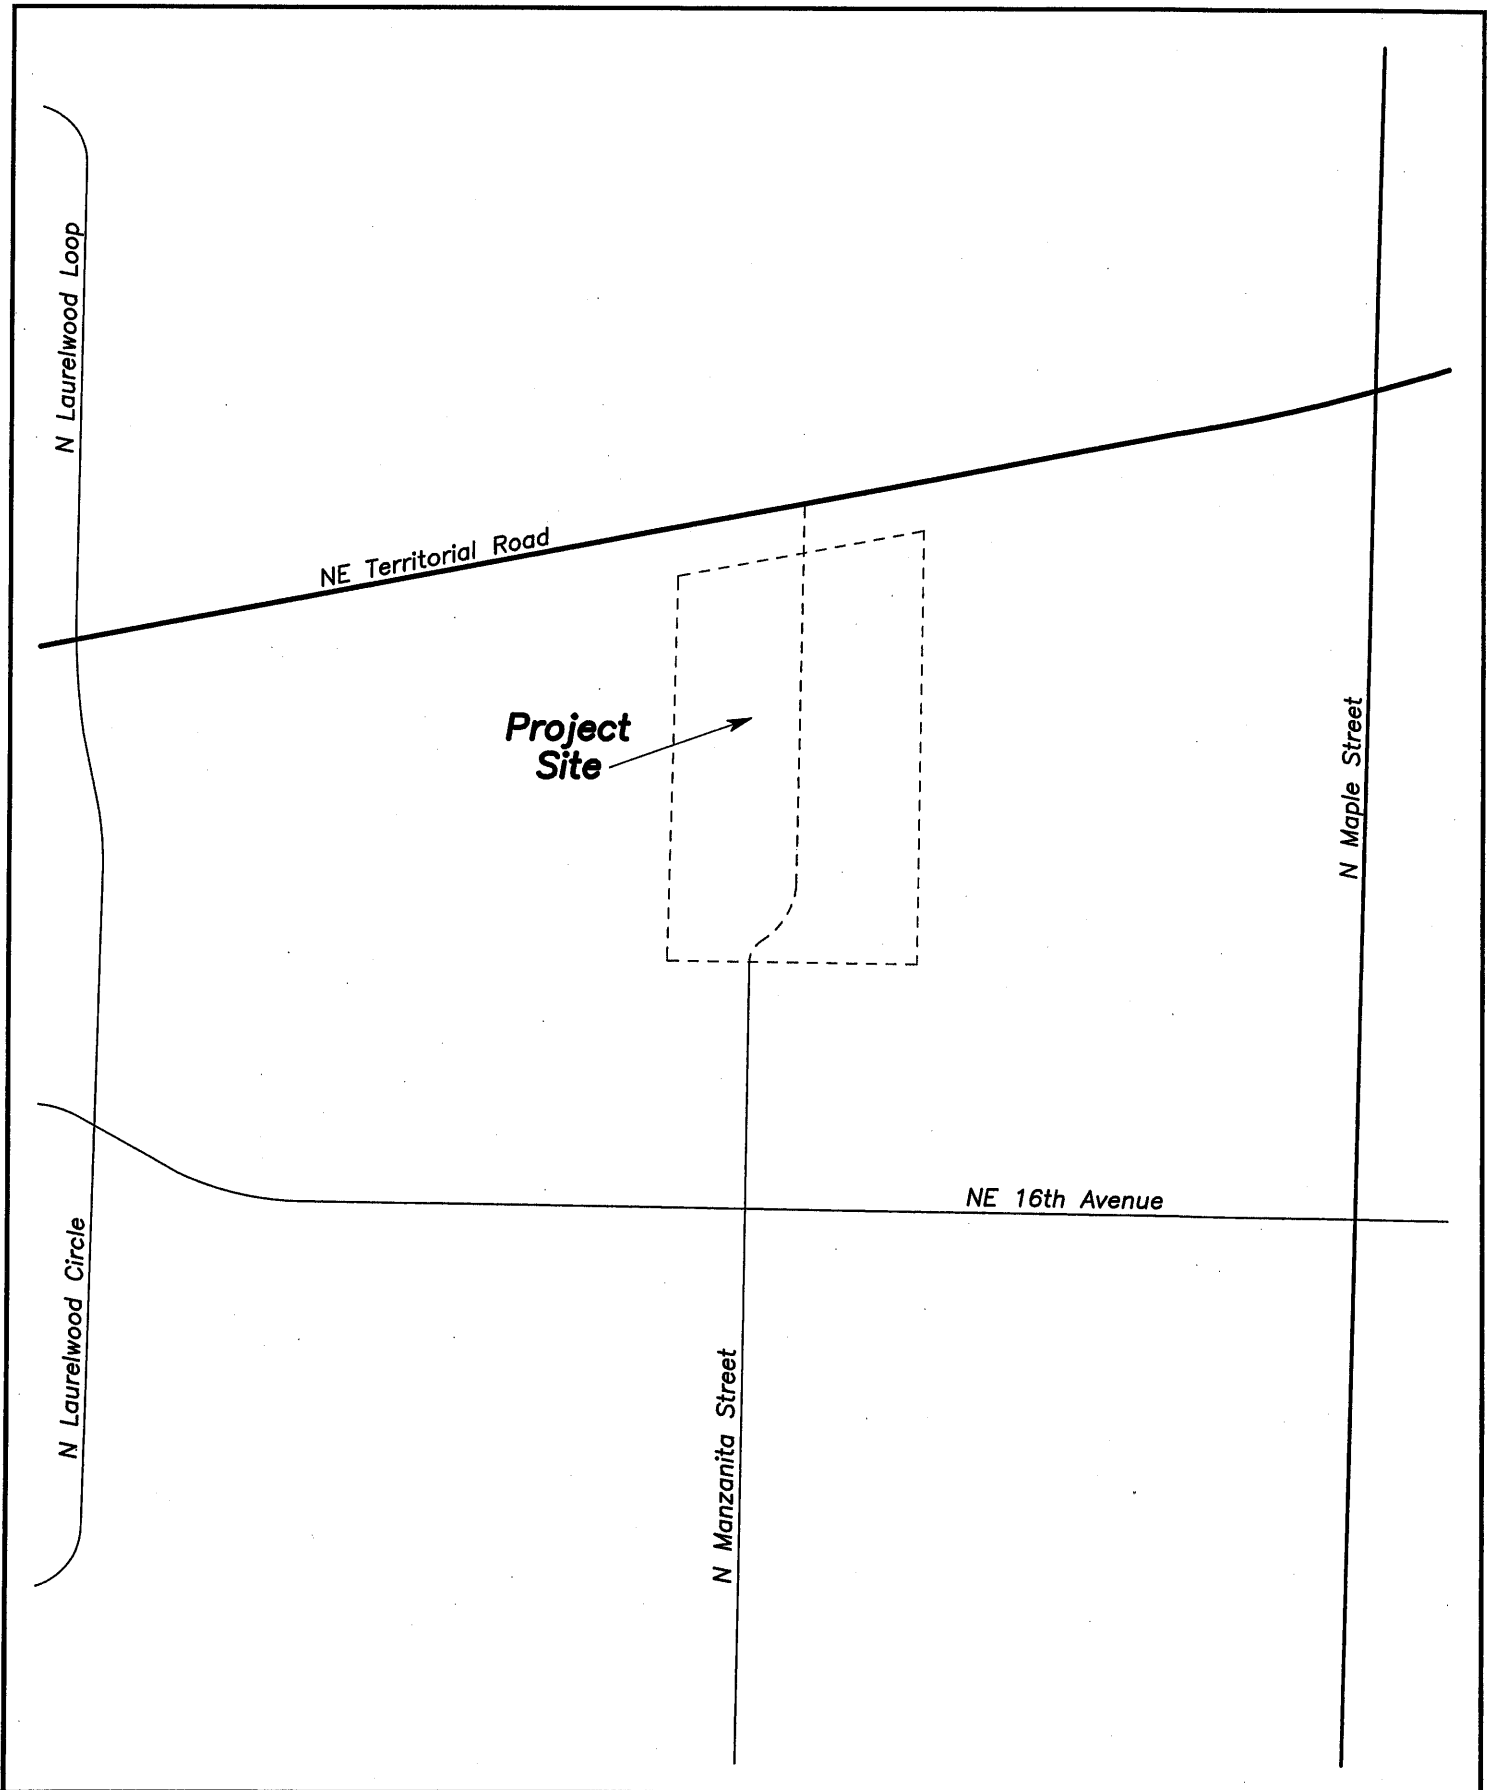 N Laurelwood Loop
NE Territorial Road
Project
Site
N Maple Street
NE 16th Avenue
N Laurelwood Circle
N Manzanita Street